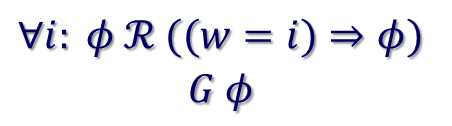 ∀i: ϕ ℛ ((w = i) ⇒ ϕ)
G ϕ